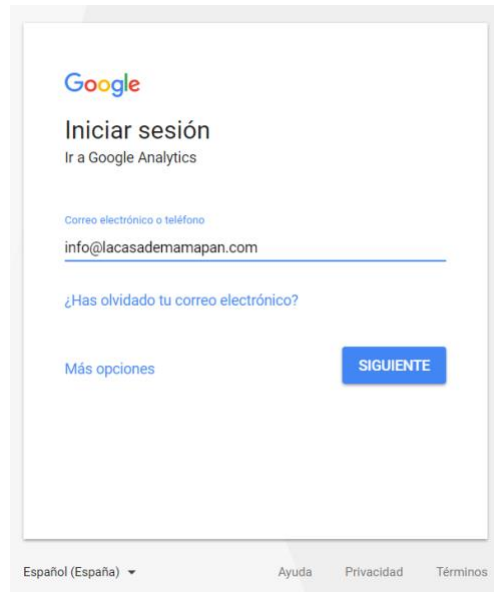 Google
Iniciar sesión
Ir a Google Analytics
Correo electrónico o teléfono
info@lacasademamapan.com
¿Has olvidado tu correo electrónico?
Más opciones
SIGUIENTE
Español (España)
Ayuda
Privacidad
Términos